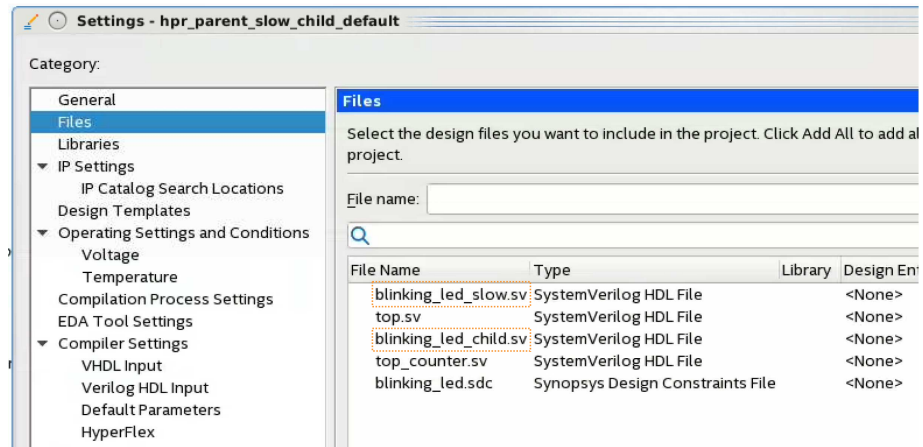 Settings - hpr_parent_slow_child_default
Category:
General
Files
Libraries
IP Settings
IP Catalog Search Locations
Design Templates
Operating Settings and Conditions
Voltage
Temperature
Compilation Process Settings
EDA Tool Settings
Compiler Settings
VHDL Input
Verilog HDL Input
Default Parameters
HyperFlex
Files
Select the design files you want to include in the project. Click Add All to add al
project.
File name:
File Name Type Library Design En
blinking_led_slow.sv SystemVerilog HDL File <None>
top.sv SystemVerilog HDL File <None>
blinking_led_child.sv SystemVerilog HDL File <None>
top_counter.sv SystemVerilog HDL File <None>
blinking_led.sdc Synopsys Design Constraints File <None>